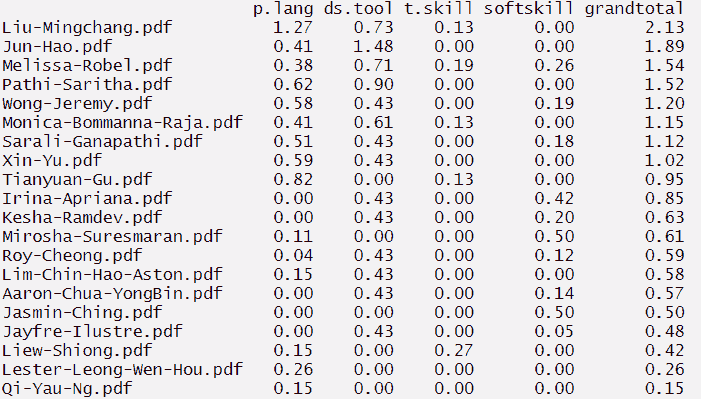 p.lang ds.tool t.skill softskill grandtotal
Liu-Mingchang.pdf 1.27 0.73 0.13 0.00 2.13
Jun-Hao.pdf 0.41 1.48 0.00 0.00 1.89
Melissa-Robel.pdf 0.38 0.71 0.19 0.26 1.54
Pathi-Saritha.pdf 0.62 0.90 0.00 0.00 1.52
Wong-Jeremy.pdf 0.58 0.43 0.00 0.19 1.20
Monica-Bommanna-Raja.pdf 0.41 0.61 0.13 0.00 1.15
Sarali-Ganapathi.pdf 0.51 0.43 0.00 0.18 1.12
Xin-Yu.pdf 0.59 0.43 0.00 0.00 1.02
Tianyuan-Gu.pdf 0.82 0.00 0.13 0.00 0.95
Irina-Apriana.pdf 0.00 0.43 0.00 0.42 0.85
Kesha-Ramdev.pdf 0.00 0.43 0.00 0.20 0.63
Mirosha-Suresmaran.pdf 0.11 0.00 0.00 0.50 0.61
Roy-Cheong.pdf 0.04 0.43 0.00 0.12 0.59
Lim-Chin-Hao-Aston.pdf 0.15 0.43 0.00 0.00 0.58
Aaron-Chua-YongBin.pdf 0.00 0.43 0.00 0.14 0.57
Jasmin-Ching.pdf 0.00 0.00 0.00 0.50 0.50
Jayfre-Ilustre.pdf 0.00 0.43 0.00 0.05 0.48
Liew-Shiong.pdf 0.15 0.00 0.27 0.00 0.42
Lester-Leong-Wen-Hou.pdf 0.26 0.00 0.00 0.00 0.26
Qi-Yau-Ng.pdf 0.15 0.00 0.00 0.00 0.15